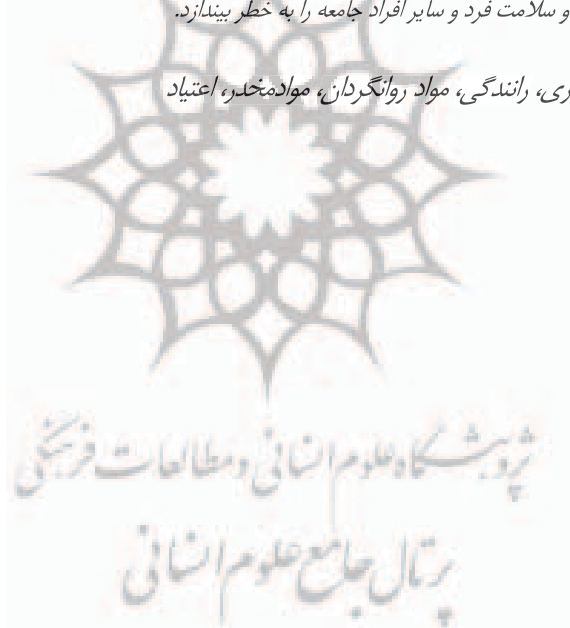 و سلامت فرد و سایر افراد جامعه را به خطر بیندازد.
ری، رانندگی، مواد روانگردان، موادمخدر، اعتیاد
پژوهشگاه علوم انسانی و مطالعات فرهنگی
پرتال جامع علوم انسانی